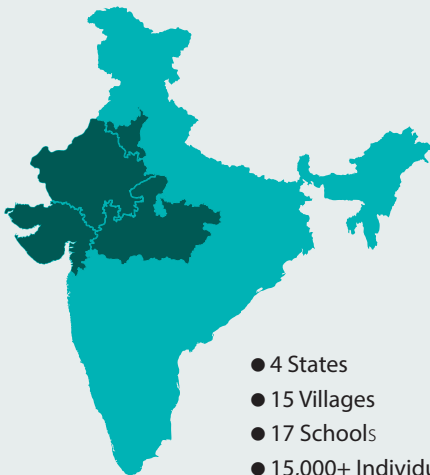 ● 4 States
● 15 Villages
● 17 Schools
● 15,000+